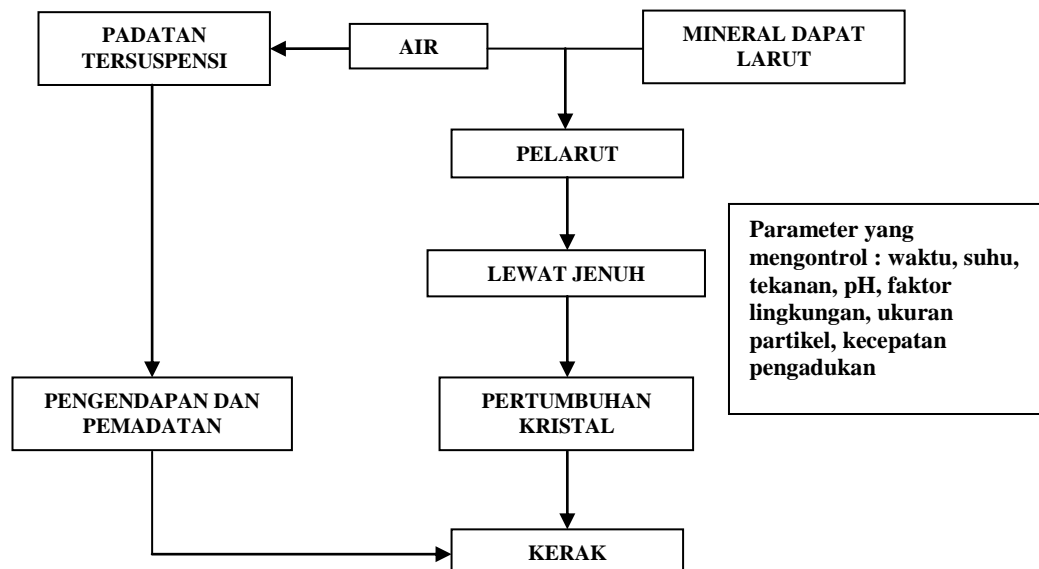 PADATAN
TERSUSPENSI
AIR
MINERAL DAPAT
LARUT
PELARUT
LEWAT JENUH
Parameter yang
mengontrol : waktu, suhu,
tekanan, pH, faktor
lingkungan, ukuran
partikel, kecepatan
pengadukan
PENGENDAPAN DAN
PEMADATAN
PERTUMBUHAN
KRISTAL
KERAK